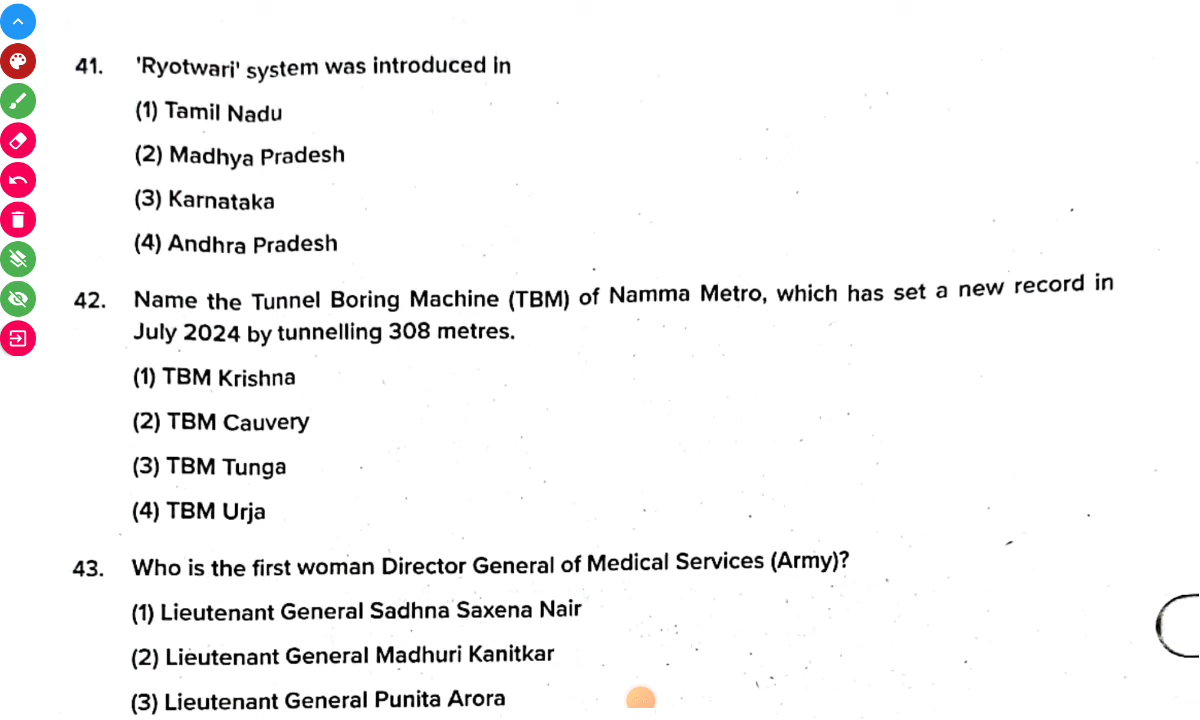 41. 'Ryotwari' system was introduced in
(1) Tamil Nadu
(2) Madhya Pradesh
(3) Karnataka
(4) Andhra Pradesh
42. Name the Tunnel Boring Machine (TBM) of Namma Metro, which has set a new record in
July 2024 by tunnelling 308 metres.
(1) TBM Krishna
(2) TBM Cauvery
(3) TBM Tunga
(4) TBM Urja
43. Who is the first woman Director General of Medical Services (Army)?
(1) Lieutenant General Sadhna Saxena Nair
(2) Lieutenant General Madhuri Kanitkar
(3) Lieutenant General Punita Arora